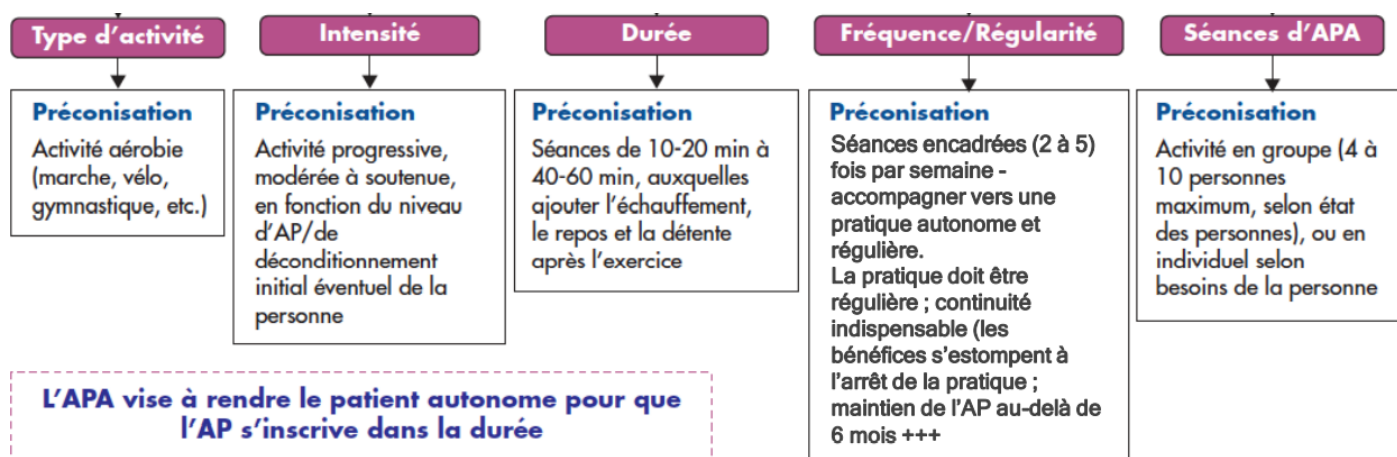 Type d'activité
Préconisation
Activité aérobie
(marche, vélo,
gymnastique, etc.)
Intensité
Préconisation
Activité progressive,
modérée à soutenue,
en fonction du niveau
d'AP/de
déconditionnement
initial éventuel de la
personne
Durée
Préconisation
Séances de 10-20 min à
40-60 min, auxquelles
ajouter l'échauffement,
le repos et la détente
après l'exercice
Fréquence/Régularité
Préconisation
Séances encadrées (2 à 5)
fois par semaine -
accompagner vers une
pratique autonome et
régulière.
La pratique doit être
régulière ; continuité
indispensable (les
bénéfices s'estompent à
l'arrêt de la pratique ;
maintien de l'AP au-delà de
6 mois +++
Séances d'APA
Préconisation
Activité en groupe (4 à
10 personnes
maximum, selon état
des personnes), ou en
individuel selon
besoins de la personne
L'APA vise à rendre le patient autonome pour que
l'AP s'inscrive dans la durée